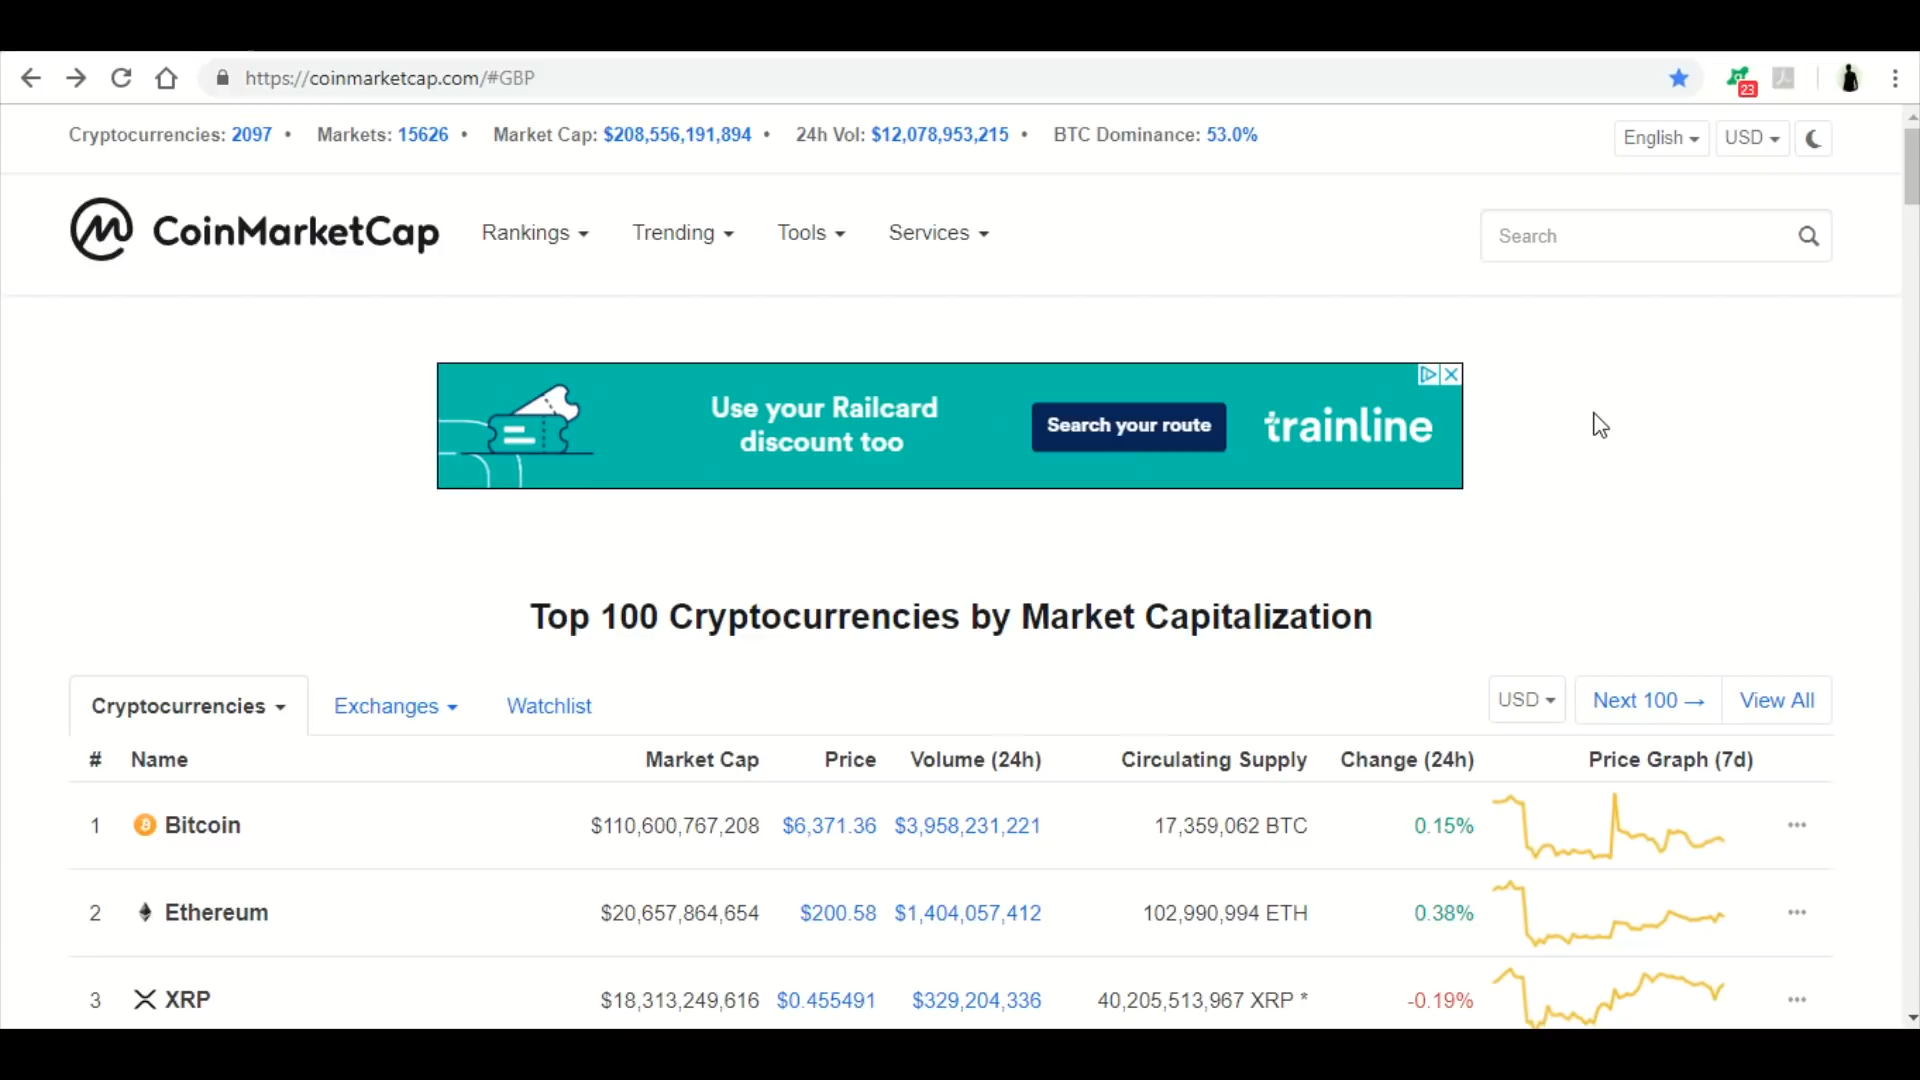 https://coinmarketcap.com/#GBP
23
Cryptocurrencies: 2097 • Markets: 15626 • Market Cap: $208,556,191,894 • 24h Vol: $12,078,953,215 • BTC Dominance: 53.0%
English USD
CoinMarketCap Rankings Trending Tools Services
Search
Use your Railcard
discount too
Search your route
trainline
Top 100 Cryptocurrencies by Market Capitalization
Cryptocurrencies Exchanges Watchlist USD Next 100 → View All
# Name Market Cap Price Volume (24h) Circulating Supply Change (24h) Price Graph (7d)
1 Bitcoin $110,600,767,208 $6,371.36 $3,958,231,221 17,359,062 BTC 0.15%
2 Ethereum $20,657,864,654 $200.58 $1,404,057,412 102,990,994 ETH 0.38%
3 XRP $18,313,249,616 $0.455491 $329,204,336 40,205,513,967 XRP * -0.19%